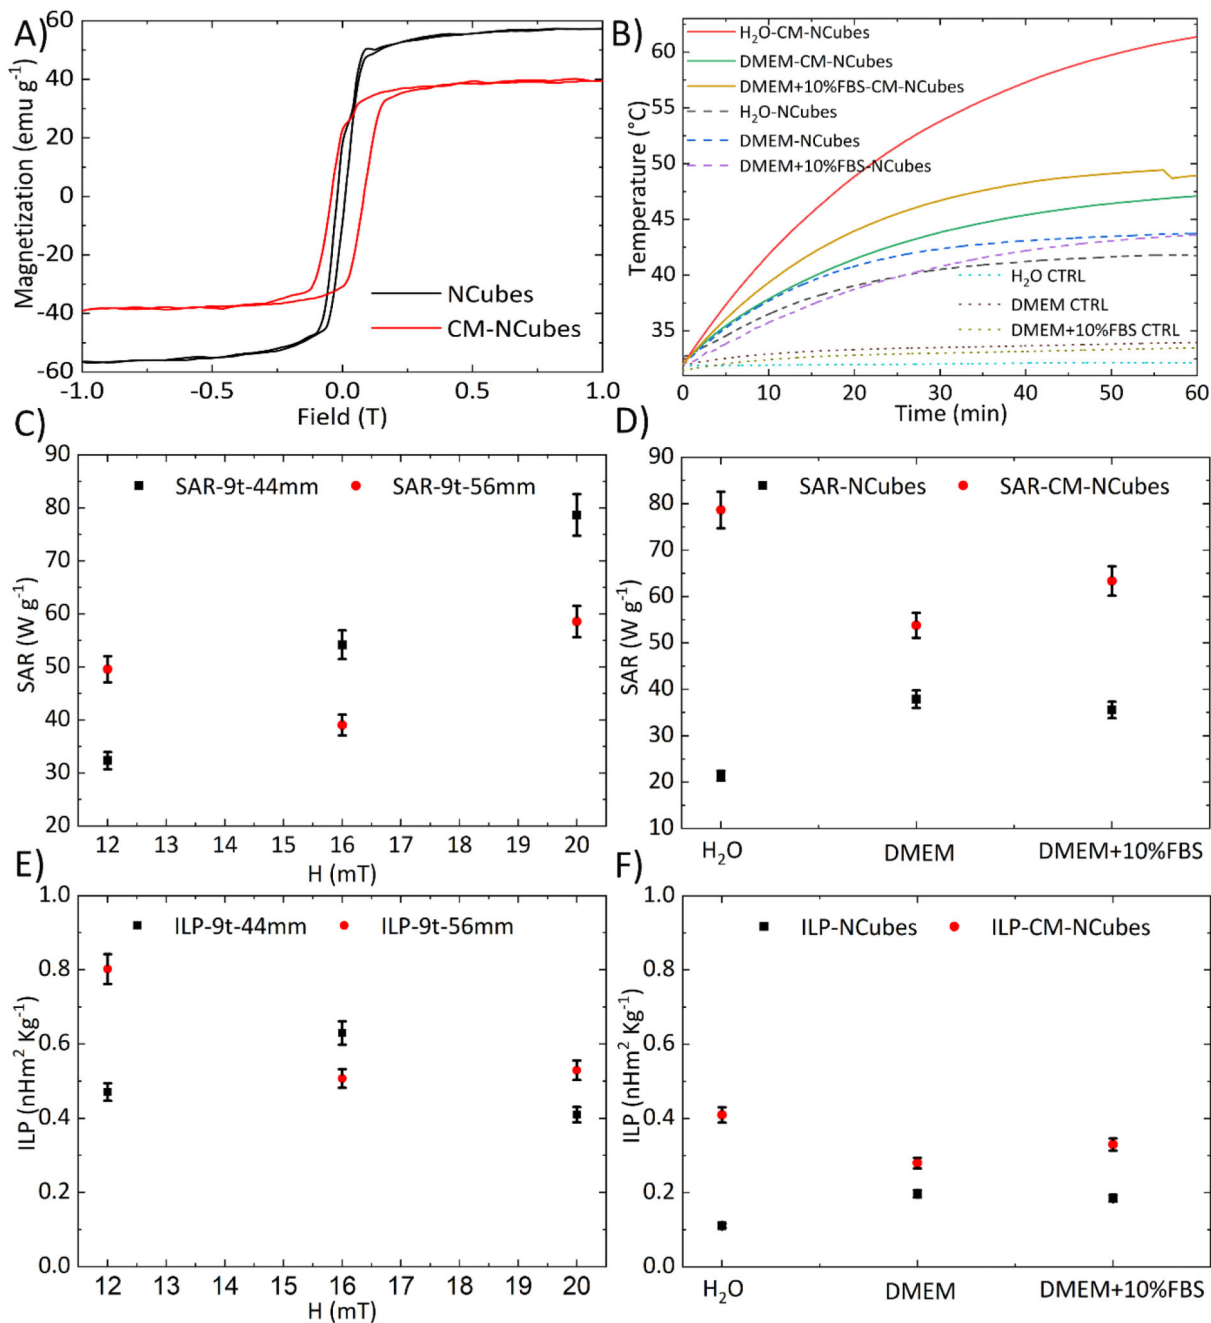 A)
60
40
20
0
-20
-40
-60
Magnetization (emu g⁻¹)
NCubes
CM-NCubes
-1.0
-0.5
0.0
0.5
1.0
Field (T)
B)
60
55
50
45
40
35
Temperature (°C)
H₂O-CM-NCubes
DMEM-CM-NCubes
DMEM+10%FBS-CM-NCubes
H₂O-NCubes
DMEM-NCubes
DMEM+10%FBS-NCubes
H₂O CTRL
DMEM CTRL
DMEM+10%FBS CTRL
0
10
20
30
40
50
60
Time (min)
C)
90
80
70
60
50
40
30
20
SAR (W g⁻¹)
SAR-9t-44mm
SAR-9t-56mm
12
13
14
15
16
17
18
19
20
H (mT)
D)
90
80
70
60
50
40
30
20
10
SAR (W g⁻¹)
SAR-NCubes
SAR-CM-NCubes
H₂O
DMEM
DMEM+10%FBS
E)
1.0
0.8
0.6
0.4
0.2
0.0
ILP (nHm² Kg⁻¹)
ILP-9t-44mm
ILP-9t-56mm
12
13
14
15
16
17
18
19
20
H (mT)
F)
1.0
0.8
0.6
0.4
0.2
0.0
ILP (nHm² Kg⁻¹)
ILP-NCubes
ILP-CM-NCubes
H₂O
DMEM
DMEM+10%FBS